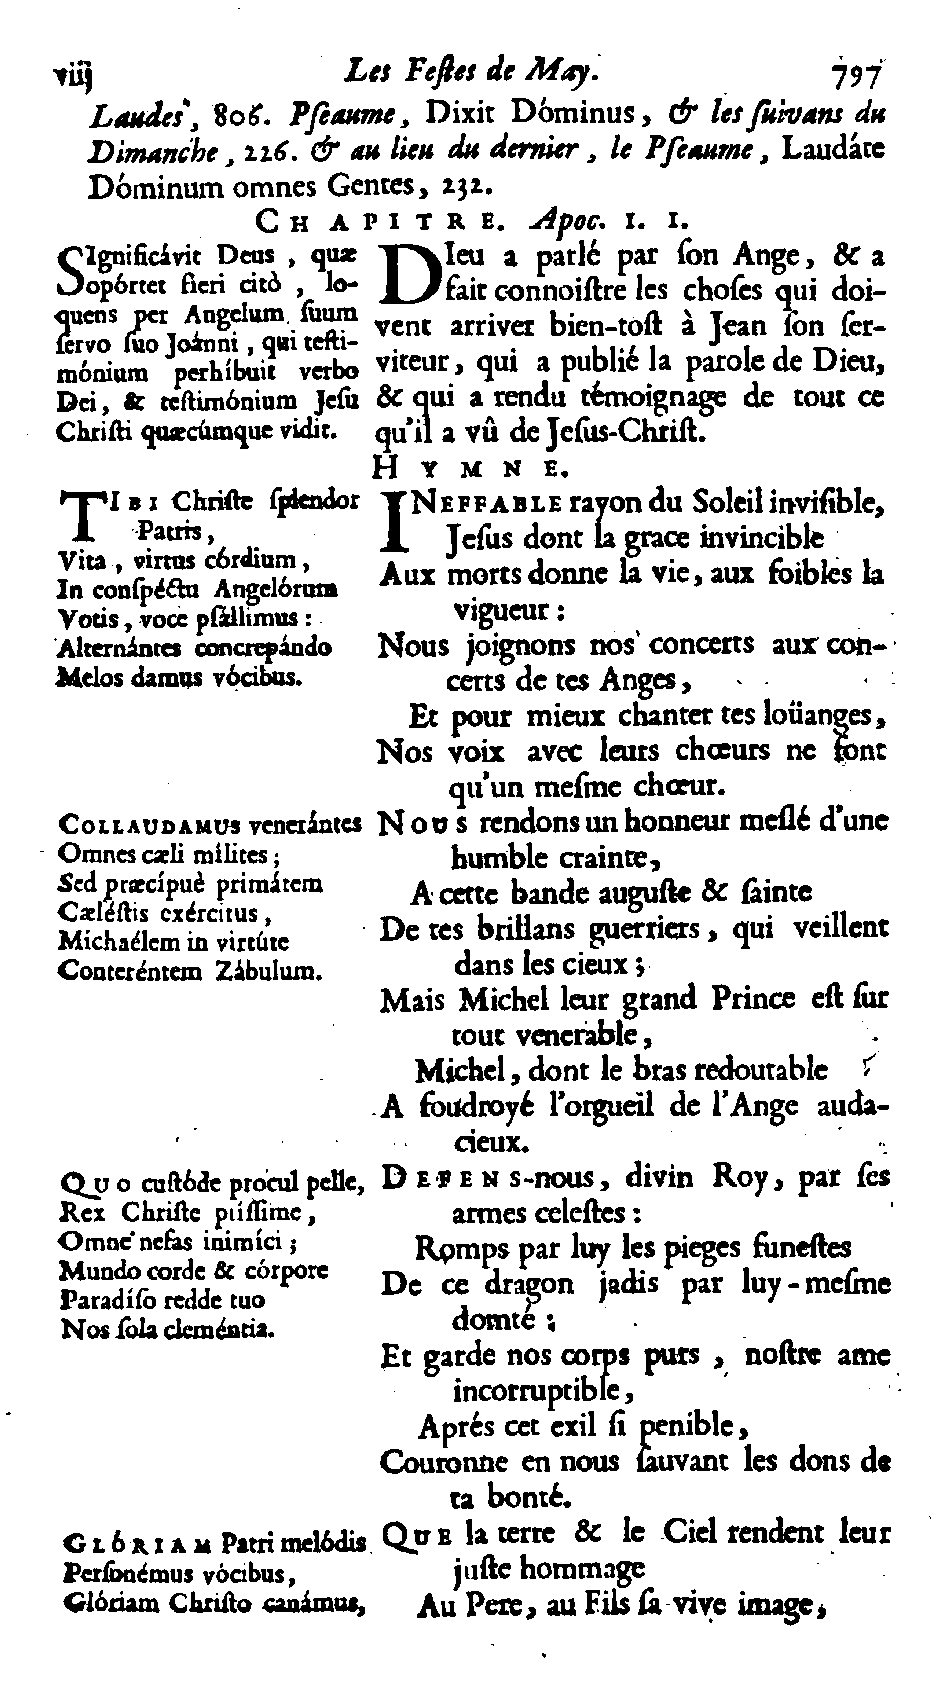 viij Les Feſtes de May. 797
Laudes, 806. Pſeaume, Dixit Dóminus, & les ſuivans du
Dimanche, 226. & au lieu du dernier, le Pſeaume, Laudáte
Dóminum omnes Gentes, 232.
CHAPITRE. Apoc. 1. 1.
SIgnificávit Deus, quæ
opórtet fieri citò, lo-
quens per Angelum ſuum
ſervo ſuo Joánni, qui teſti-
mónium perhíbuit verbo
Dei, & teſtimónium Jeſu
Chriſti quæcúmque vidit.
DIeu a parlé par ſon Ange, & a
fait connoiſtre les choſes qui doi-
vent arriver bien-toſt à Jean ſon ſer-
viteur, qui a publié la parole de Dieu,
& qui a rendu témoignage de tout ce
qu'il a vû de Jeſus-Chriſt.
HYMNE.
TIBI Chriſte ſplendor
Patris,
Vita, virtus córdium,
In conſpéctu Angelórum
Votis, voce pſállimus:
Alternántes concrepándo
Melos damus vócibus.
INEFFABLE rayon du Soleil inviſible,
Jeſus dont la grace invincible
Aux morts donne la vie, aux foibles la
vigueur:
Nous joignons nos concerts aux con-
certs de tes Anges,
Et pour mieux chanter tes loüanges,
Nos voix avec leurs chœurs ne ſont
qu'un meſme chœur.
COLLAUDAMUS venerántes
Omnes cæli mílites;
Sed præcípuè primátem
Cæléſtis exércitus,
Michaélem in virtúte
Conteréntem Zábulum.
NOUS rendons un honneur meſlé d'une
humble crainte,
A cette bande auguſte & ſainte
De tes brillans guerriers, qui veillent
dans les cieux;
Mais Michel leur grand Prince eſt ſur
tout venerable,
Michel, dont le bras redoutable
A foudroyé l'orgueil de l'Ange auda-
cieux.
QUO cuſtóde procul pelle,
Rex Chriſte piiſſime,
Omne nefas inimíci;
Mundo corde & córpore
Paradíſo redde tuo
Nos ſola cleméntia.
DEFENS-nous, divin Roy, par ſes
armes celeſtes:
Romps par luy les pieges funeſtes
De ce dragon jadis par luy-meſme
domté;
Et garde nos corps purs, noſtre ame
incorruptible,
Aprés cet exil ſi penible,
Couronne en nous ſauvant les dons de
ta bonté.
GLÓRIAM Patri melódis
Perſonémus vócibus,
Glóriam Chriſto canámus,
QUE la terre & le Ciel rendent leur
juſte hommage
Au Pere, au Fils ſa vive image,